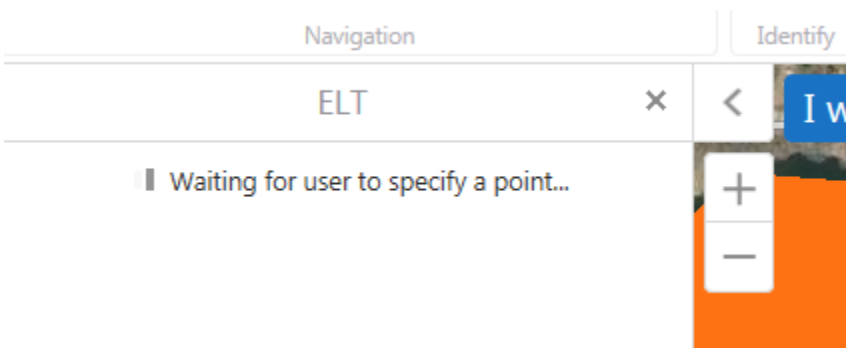 Navigation
Identify
ELT
I w
Waiting for user to specify a point...